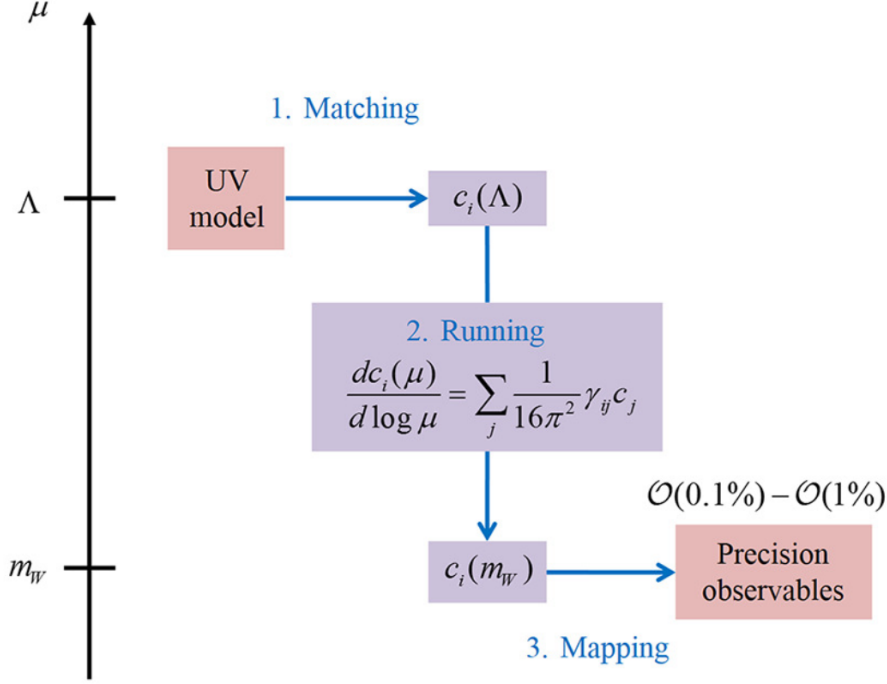 μ
1. Matching
UV
model
Λ
c_i(Λ)
2. Running
dc_i(μ)/d log μ = ∑_j 1/16π² γ_ij c_j
𝒪(0.1%) – 𝒪(1%)
m_W
c_i(m_W)
Precision
observables
3. Mapping